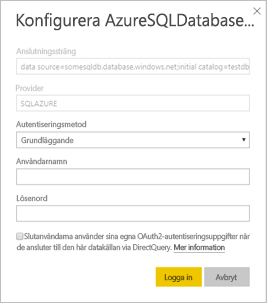 Konfigurera AzureSQLDatabase...
Anslutningssträng
data source=somesqldb.database.windows.net;initial catalog=testdb
Provider
SQLAZURE
Autentiseringsmetod
Grundläggande
Användarnamn
Lösenord
Slutanvändarna använder sina egna OAuth2-autentiseringsuppgifter när
de ansluter till den här datakällan via DirectQuery. Mer information
Logga in Avbryt